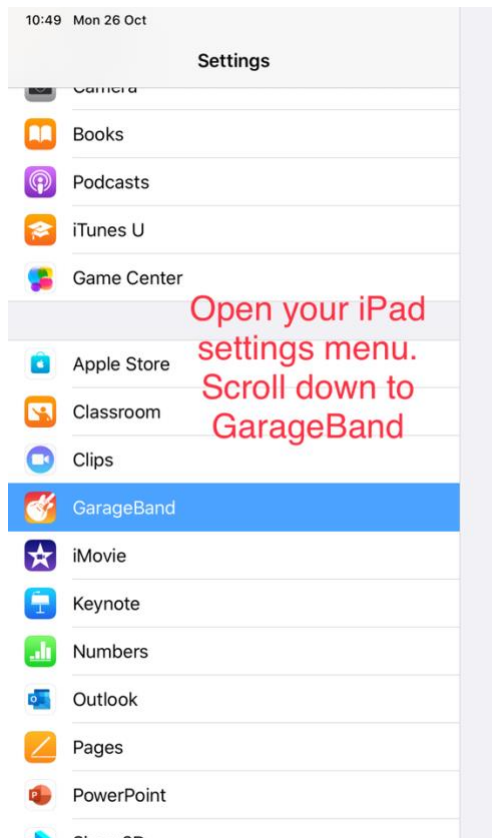 10:49 Mon 26 Oct
Settings
Camera
Books
Podcasts
iTunes U
Game Center
Open your iPad
settings menu.
Scroll down to
GarageBand
Apple Store
Classroom
Clips
GarageBand
iMovie
Keynote
Numbers
Outlook
Pages
PowerPoint